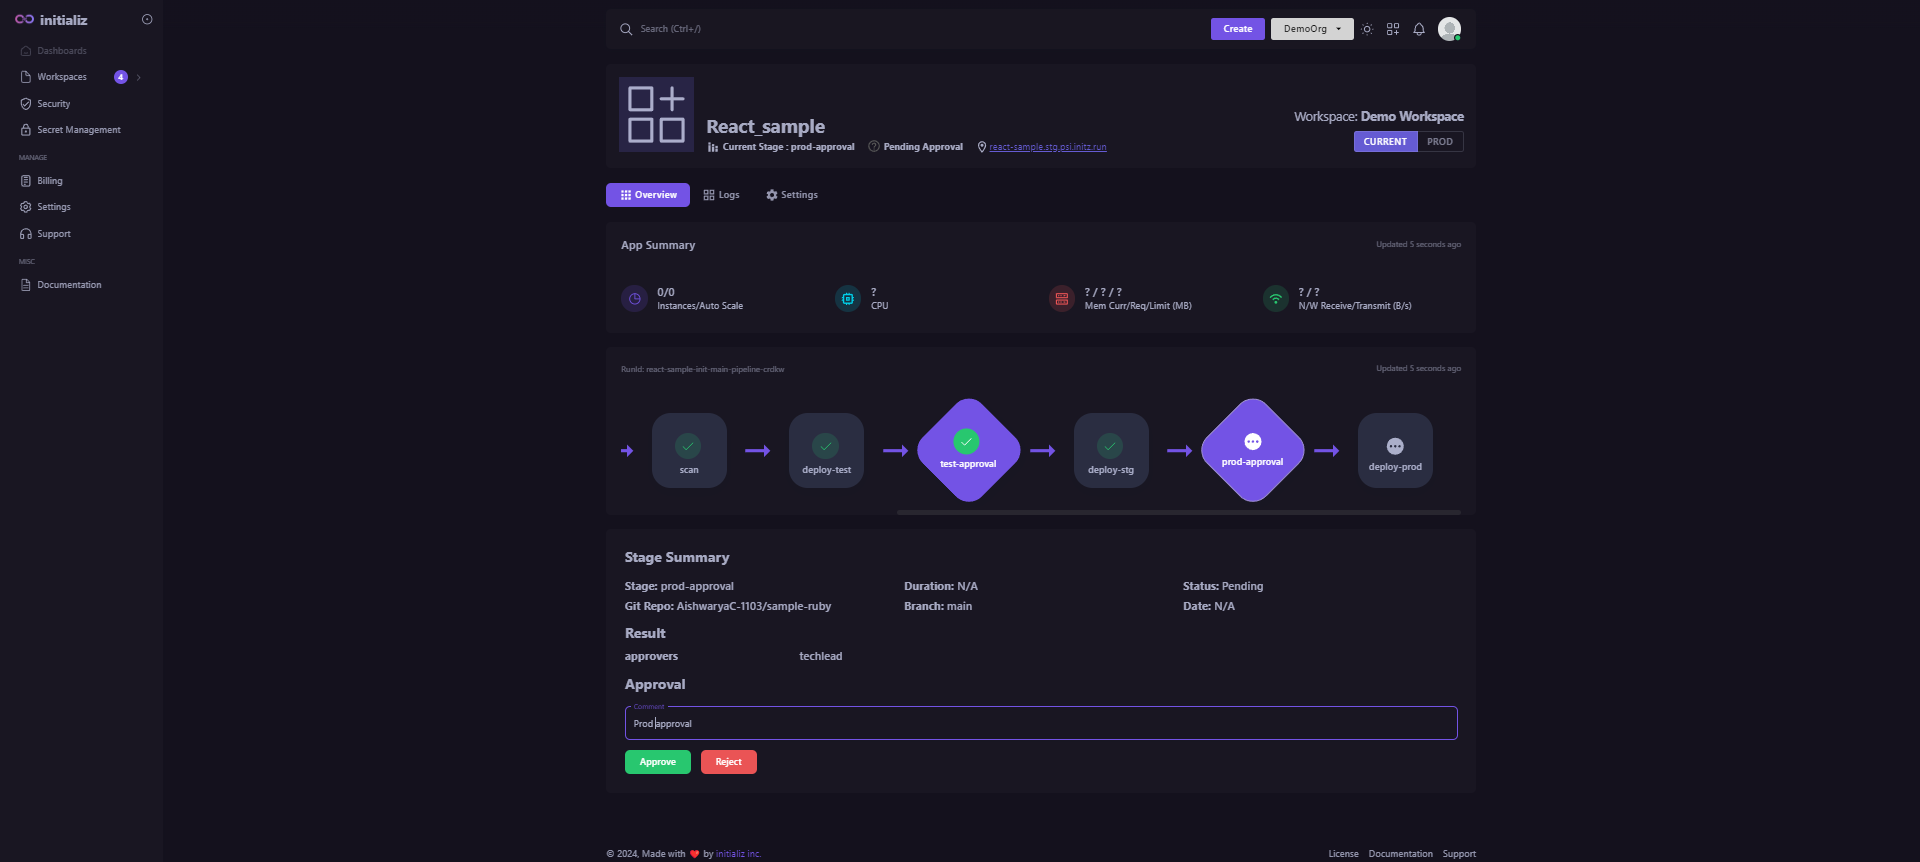 initializ
Dashboards
Workspaces 4
Security
Secret Management
MANAGE
Billing
Settings
Support
MISC
Documentation
Search (Ctrl+/)
Create
DemoOrg
React_sample
Current Stage : prod-approval
Pending Approval
react-sample.stg.psi.initz.run
Workspace: Demo Workspace
CURRENT PROD
Overview Logs Settings
App Summary
Updated 5 seconds ago
0/0
Instances/Auto Scale
?
CPU
? / ? / ?
Mem Curr/Req/Limit (MB)
? / ?
N/W Receive/Transmit (B/s)
RunId: react-sample-init-main-pipeline-crdkw
Updated 5 seconds ago
scan
deploy-test
test-approval
deploy-stg
prod-approval
deploy-prod
Stage Summary
Stage: prod-approval Duration: N/A Status: Pending
Git Repo: AishwaryaC-1103/sample-ruby Branch: main Date: N/A
Result
approvers techlead
Approval
Comment
Prod approval
Approve Reject
© 2024, Made with ❤️ by initializ inc.
License Documentation Support